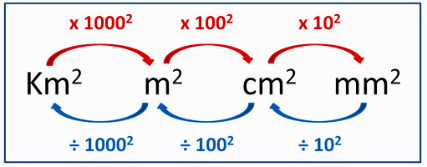 x 1000² x 100² x 10²
Km² m² cm² mm²
÷ 1000² ÷ 100² ÷ 10²